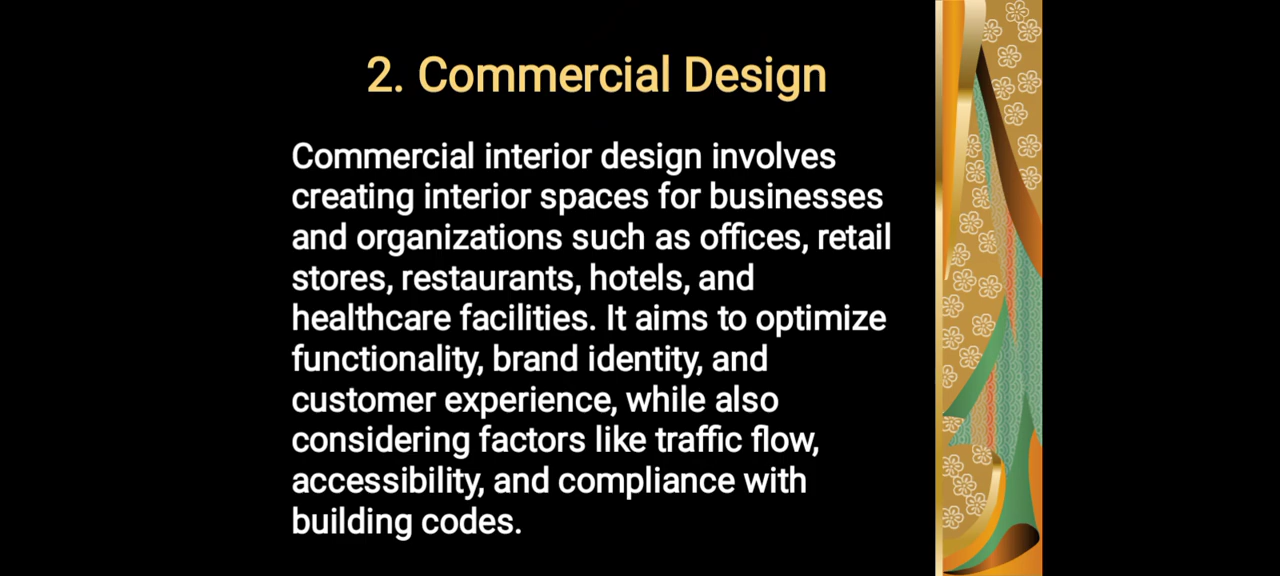 2. Commercial Design
Commercial interior design involves
creating interior spaces for businesses
and organizations such as offices, retail
stores, restaurants, hotels, and
healthcare facilities. It aims to optimize
functionality, brand identity, and
customer experience, while also
considering factors like traffic flow,
accessibility, and compliance with
building codes.